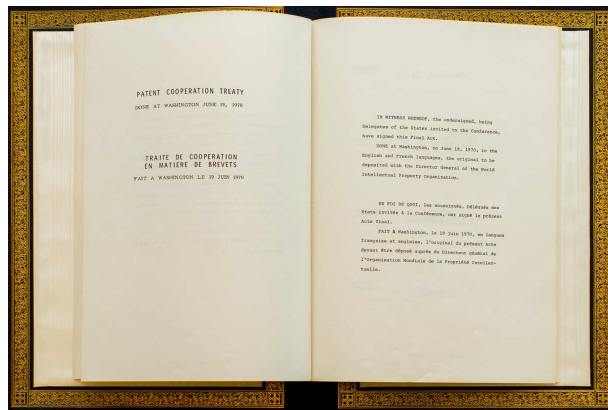 PATENT COOPERATION TREATY
DONE AT WASHINGTON JUNE 19, 1970
TRAITE DE COOPERATION
EN MATIERE DE BREVETS
FAIT A WASHINGTON LE 19 JUIN 1970
IN WITNESS WHEREOF, the undersigned, being
Delegates of the States invited to the Conference,
have signed this Final Act.
DONE at Washington, on June 19, 1970, in the
English and French languages, the original to be
deposited with the Director General of the World
Intellectual Property Organization.
EN FOI DE QUOI, les soussignés, Délégués des
Etats invités à la Conférence, ont signé le présent
Acte final.
FAIT à Washington, le 19 juin 1970, en langues
française et anglaise, l'original du présent Acte
devant être déposé auprès du Directeur général de
l'Organisation Mondiale de la Propriété Intellec-
tuelle.